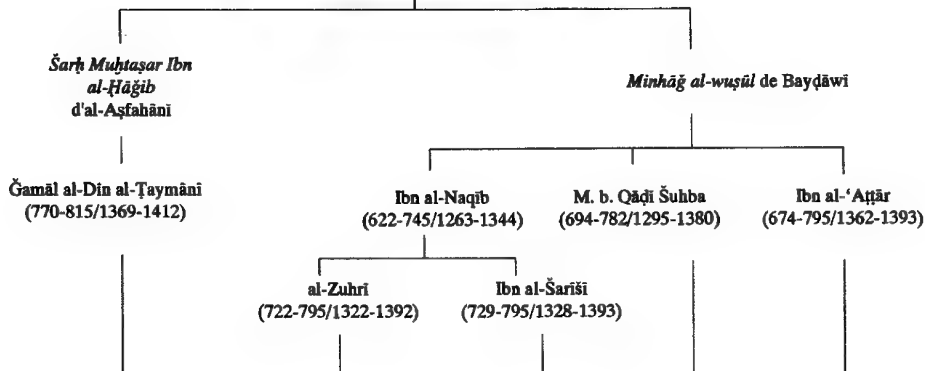 Šarḥ Muḫtaṣar Ibn
al-Ḥāǧib
d'al-Aṣfahānī
Minhāǧ al-wuṣūl de Bayḍāwī
Ǧamāl al-Dīn al-Ṭaymānī
(770-815/1369-1412)
Ibn al-Naqīb
(622-745/1263-1344)
M. b. Qāḍī Šuhba
(694-782/1295-1380)
Ibn al-‘Aṭṭār
(674-795/1362-1393)
al-Zuhrī
(722-795/1322-1392)
Ibn al-Šarīšī
(729-795/1328-1393)